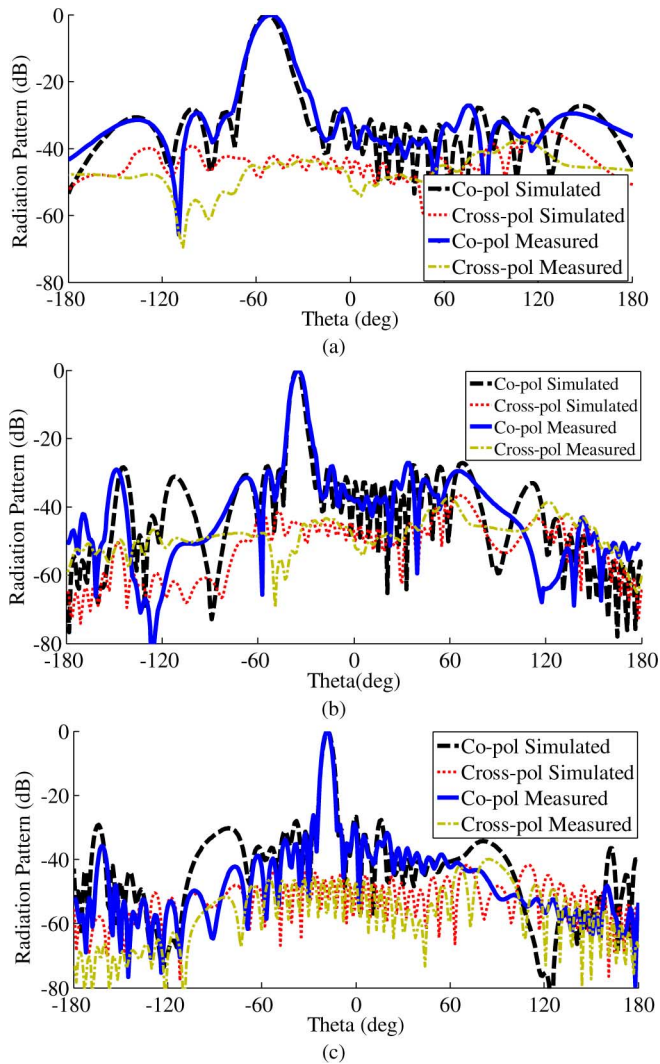 0
-20
-40
-60
-80
Radiation Pattern (dB)
Co-pol Simulated
Cross-pol Simulated
Co-pol Measured
Cross-pol Measured
-180 -120 -60 0 60 120 180
Theta (deg)
(a)
0
-20
-40
-60
-80
Radiation Pattern (dB)
Co-pol Simulated
Cross-pol Simulated
Co-pol Measured
Cross-pol Measured
-180 -120 -60 0 60 120 178
Theta(deg)
(b)
0
-20
-40
-60
-80
Radiation Pattern (dB)
Co-pol Simulated
Cross-pol Simulated
Co-pol Measured
Cross-pol Measured
-180 -120 -60 0 60 120 180
Theta (deg)
(c)